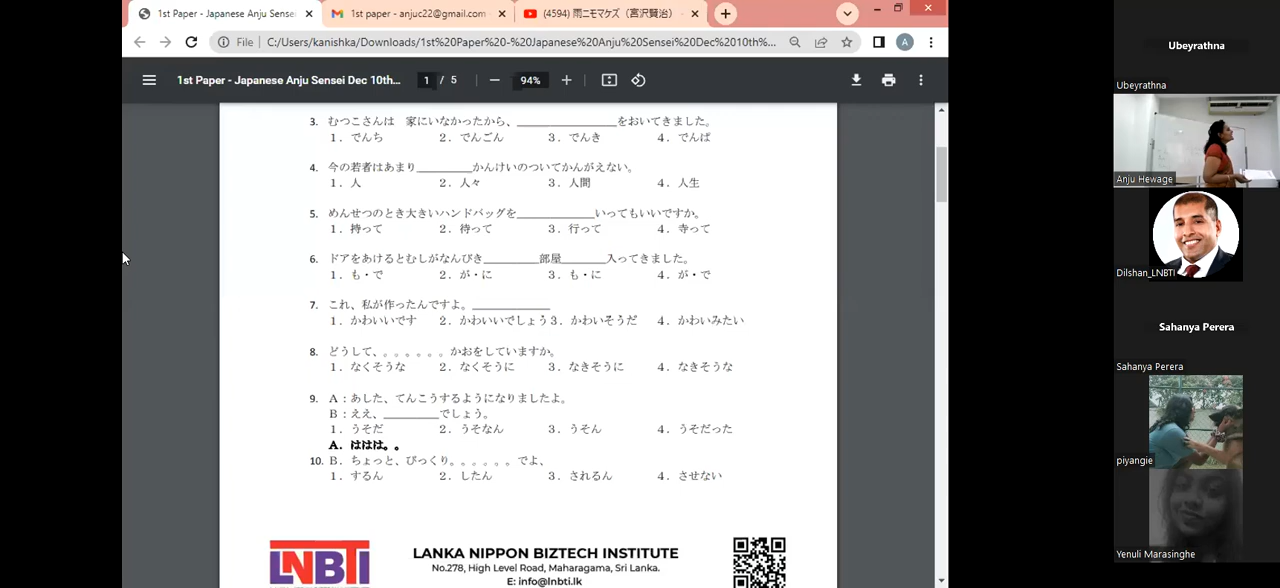 1st Paper - Japanese Anju Sensei
1st paper - anjuc22@gmail.com
(4594) 雨ニモマケズ（宮沢賢治）
File
C:/Users/kanishka/Downloads/1st%20Paper%20-%20Japanese%20Anju%20Sensei%20Dec%2010th%...
A
1st Paper - Japanese Anju Sensei Dec 10th...
1 / 5
94%
3. むつこさんは 家にいなかったから、____________をおいてきました。
1．でんち 2．でんごん 3．でんき 4．でんぱ
4. 今の若者はあまり_______かんけいのついてかんがえない。
1．人 2．人々 3．人間 4．人生
5. めんせつのとき大きいハンドバッグを__________いってもいいですか。
1．持って 2．待って 3．行って 4．寺って
6. ドアをあけるとむしがなんびき_______部屋______入ってきました。
1．も・で 2．が・に 3．も・に 4．が・で
7. これ、私が作ったんですよ。__________
1．かわいいです 2．かわいいでしょう 3．かわいそうだ 4．かわいみたい
8. どうして、。。。。。。かおをしていますか。
1．なくそうな 2．なくそうに 3．なきそうに 4．なきそうな
9. A：あした、てんこうするようになりましたよ。
B：ええ、_______でしょう。
1．うそだ 2．うそなん 3．うそん 4．うそだった
A．ははは。。
10. B．ちょっと、びっくり。。。。。。でよ、
1．するん 2．したん 3．されるん 4．させない
LNBTI
LANKA NIPPON BIZTECH INSTITUTE
No.278, High Level Road, Maharagama, Sri Lanka.
E: info@lnbti.lk
Ubeyrathna
Ubeyrathna
Anju Hewage
Dilshan_LNBTI
Sahanya Perera
Sahanya Perera
piyangie
Yenuli Marasinghe